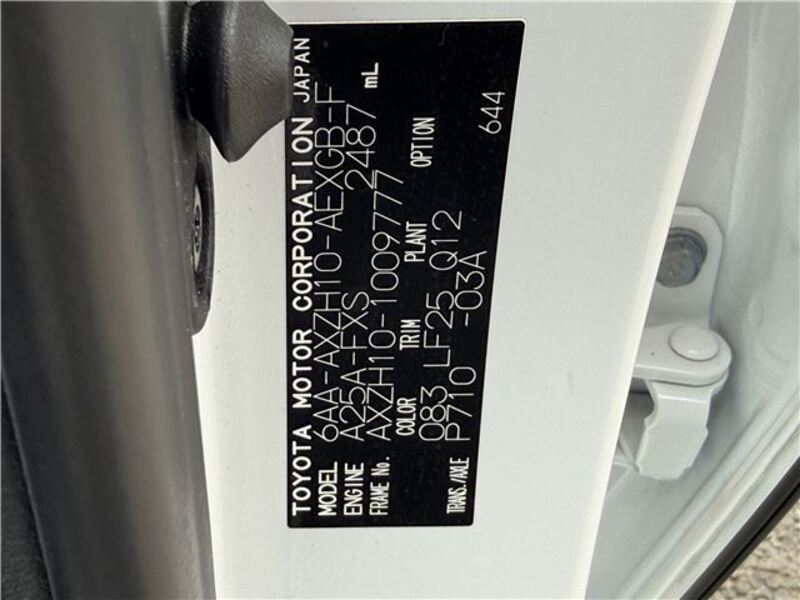 TOYOTA MOTOR CORPORATION JAPAN
MODEL 6AA-AXZH10-AEXGB-F
ENGINE A25A-FXS 2487 mL
FRAME No. AXZH10-1009777
COLOR TRIM PLANT OPTION
083 LF25 Q12
TRANS./AXLE P710 -03A 644